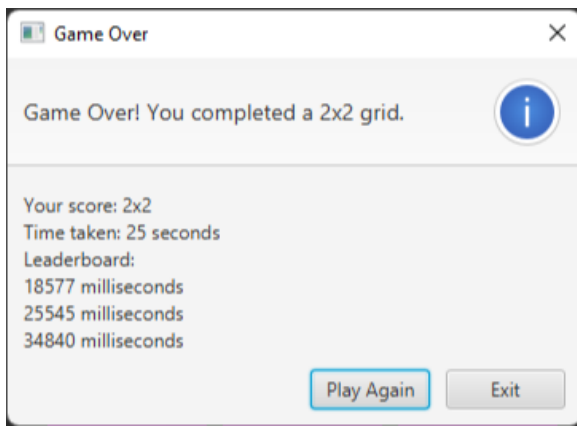 Game Over
Game Over! You completed a 2x2 grid.
Your score: 2x2
Time taken: 25 seconds
Leaderboard:
18577 milliseconds
25545 milliseconds
34840 milliseconds
Play Again
Exit